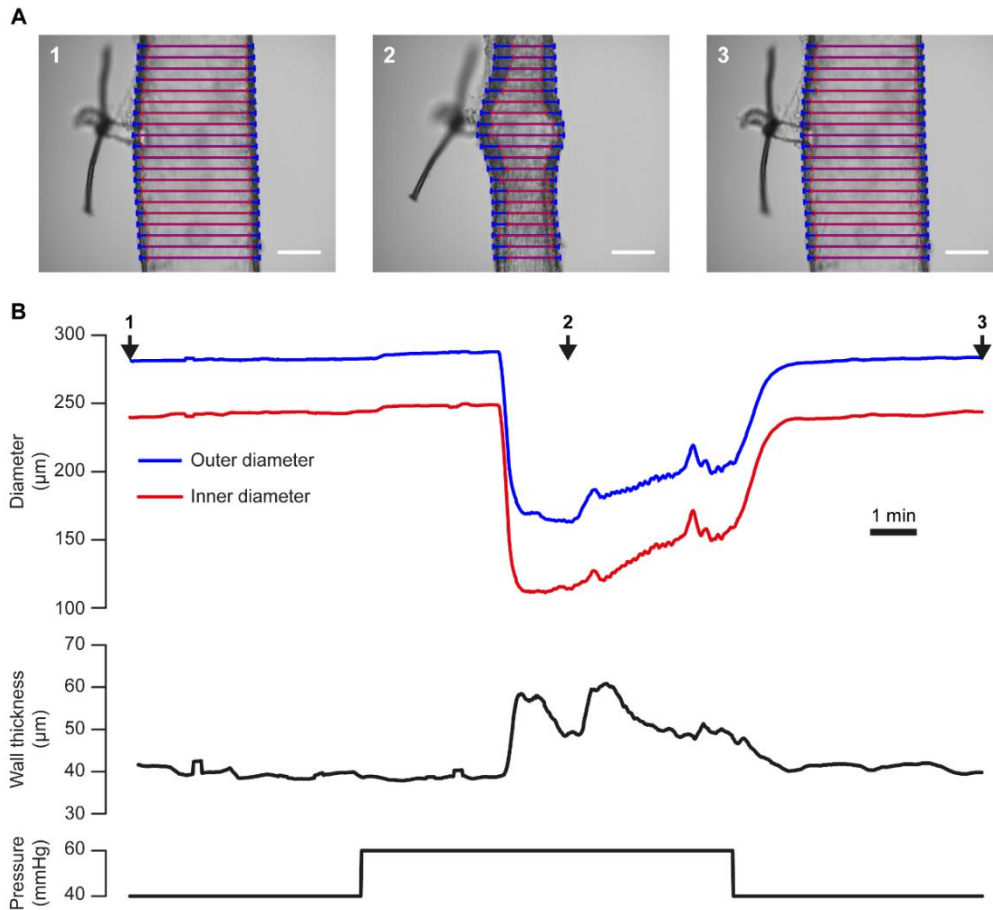 A
1
2
3
B
1
2
3
300
250
200
150
100
Diameter
(µm)
Outer diameter
Inner diameter
1 min
70
60
50
40
30
Wall thickness
(µm)
60
40
Pressure
(mmHg)